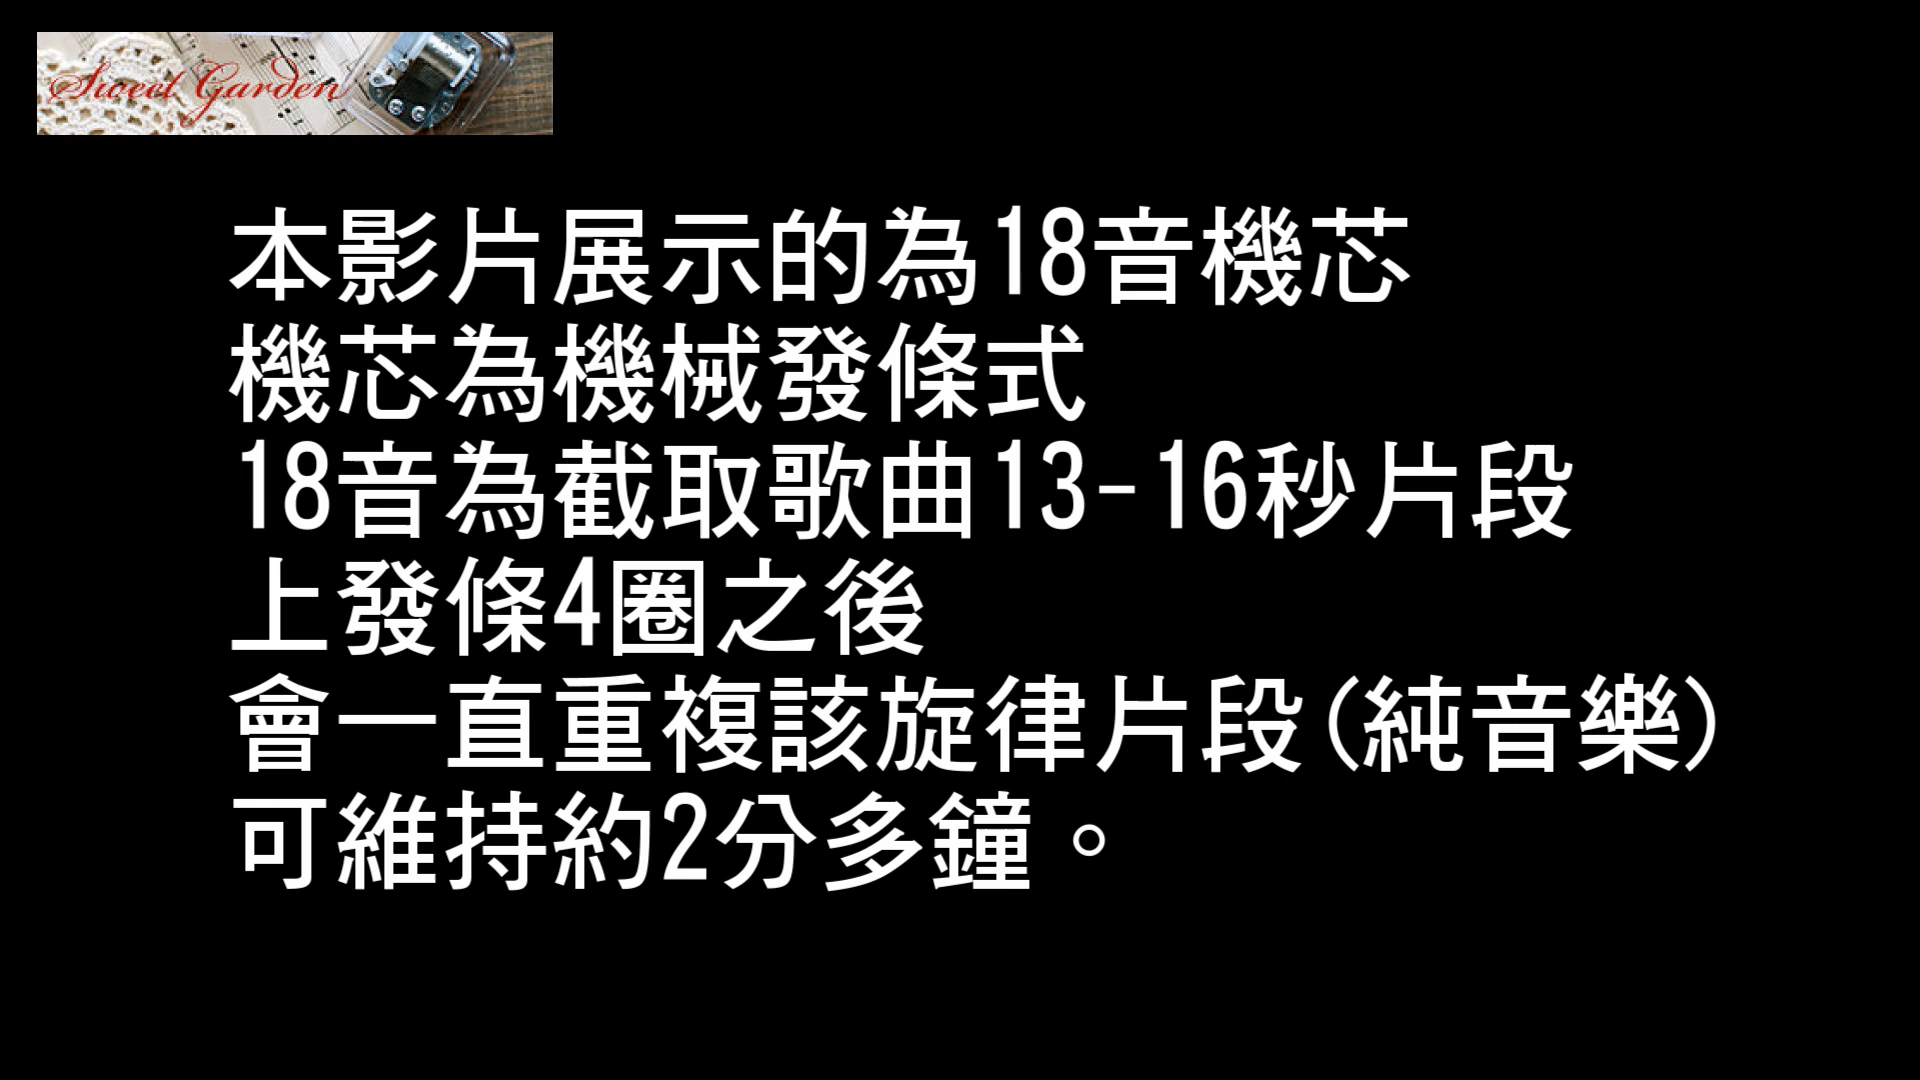 Sweet Garden
本影片展示的為18音機芯
機芯為機械發條式
18音為截取歌曲13-16秒片段
上發條4圈之後
會一直重複該旋律片段(純音樂)
可維持約2分多鐘。